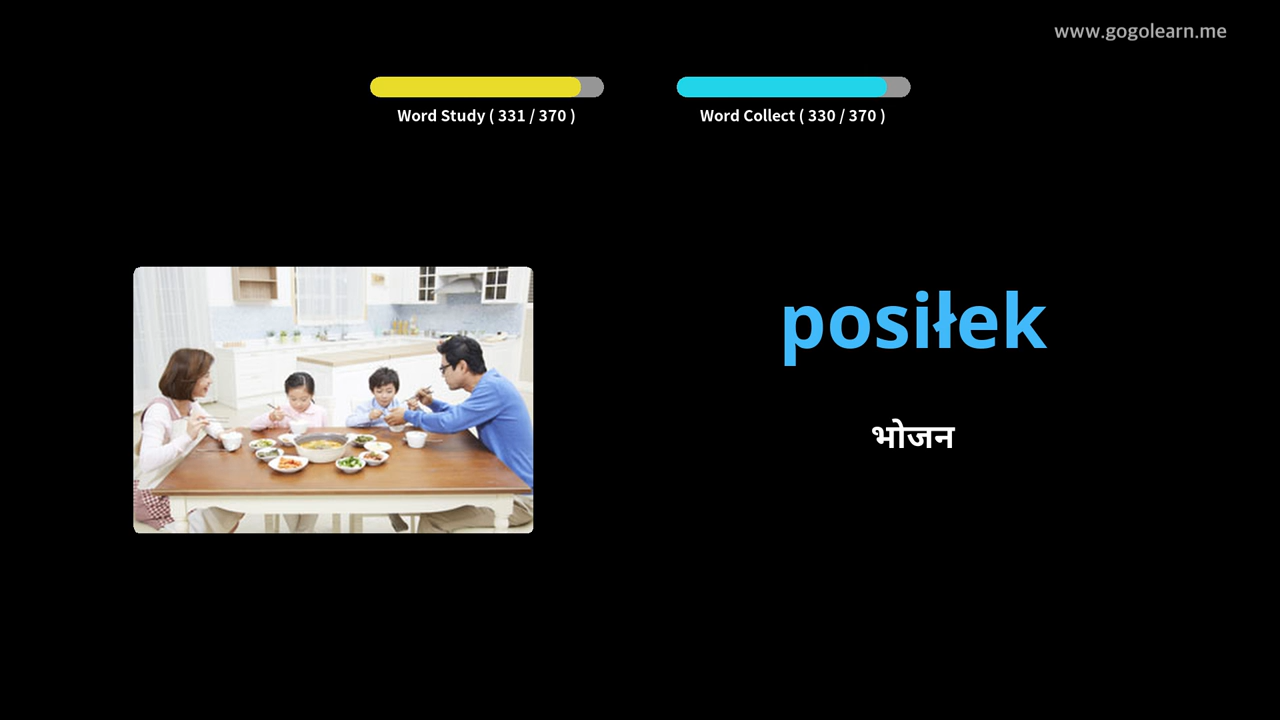 www.gogolearn.me
Word Study ( 331 / 370 )
Word Collect ( 330 / 370 )
posiłek
भोजन